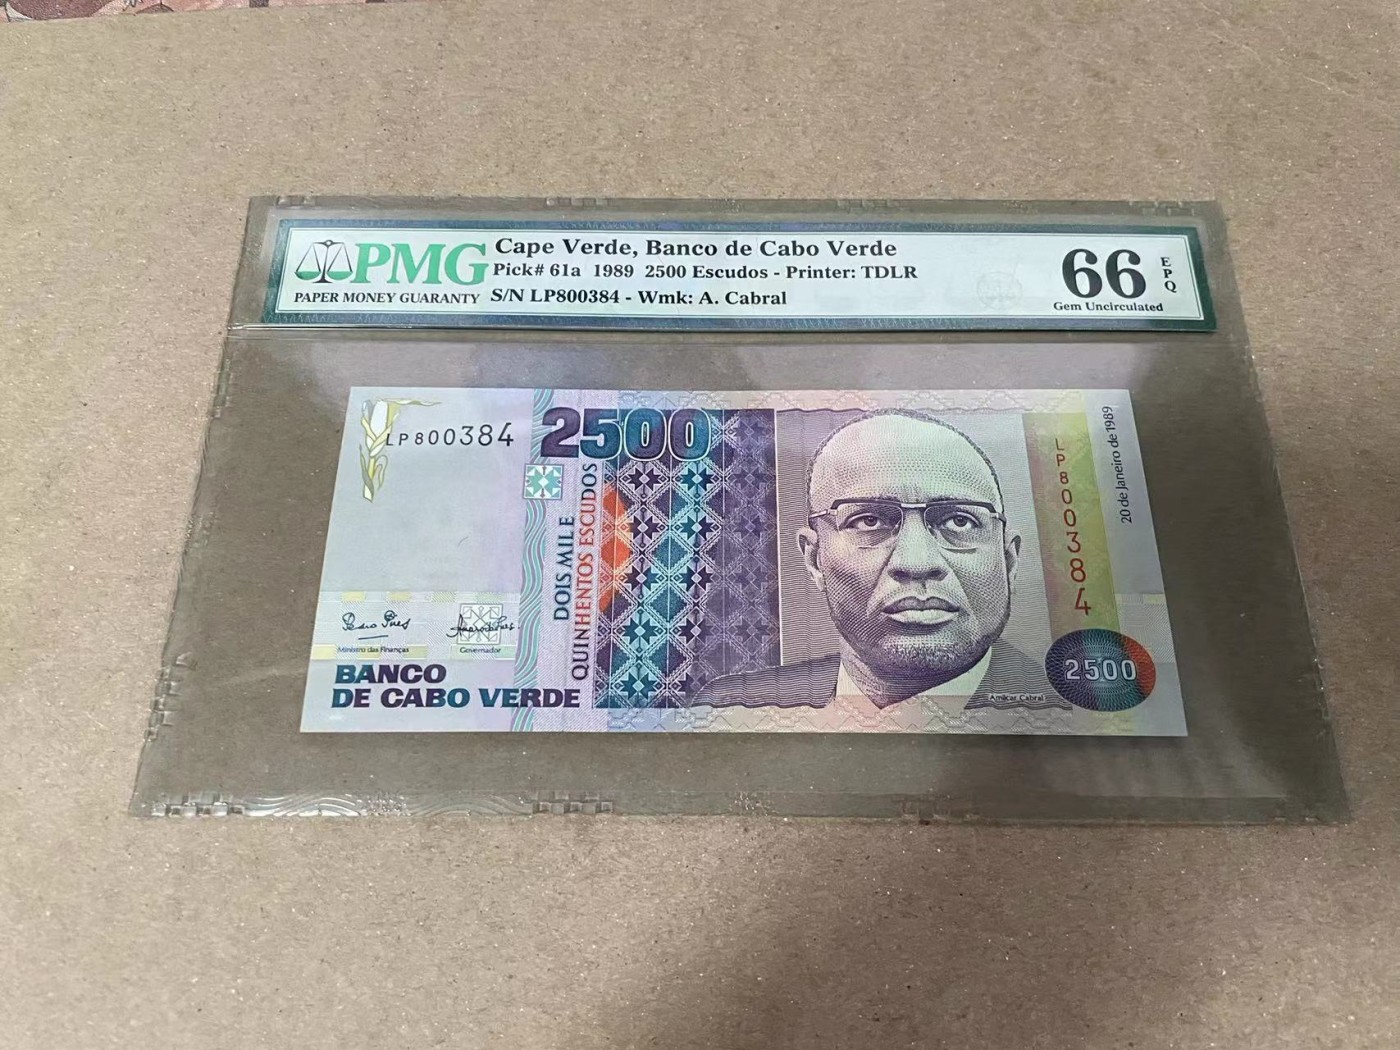 PMG
PAPER MONEY GUARANTY
Cape Verde, Banco de Cabo Verde
Pick# 61a 1989 2500 Escudos - Printer: TDLR
S/N LP800384 - Wmk: A. Cabral
66
EPQ
Gem Uncirculated
LP800384
2500
DOIS MIL E
QUINHENTOS ESCUDOS
LP800384
20 de Janeiro de 1989
Ministro das Finanças
Governador
BANCO
DE CABO VERDE
Amílcar Cabral
2500